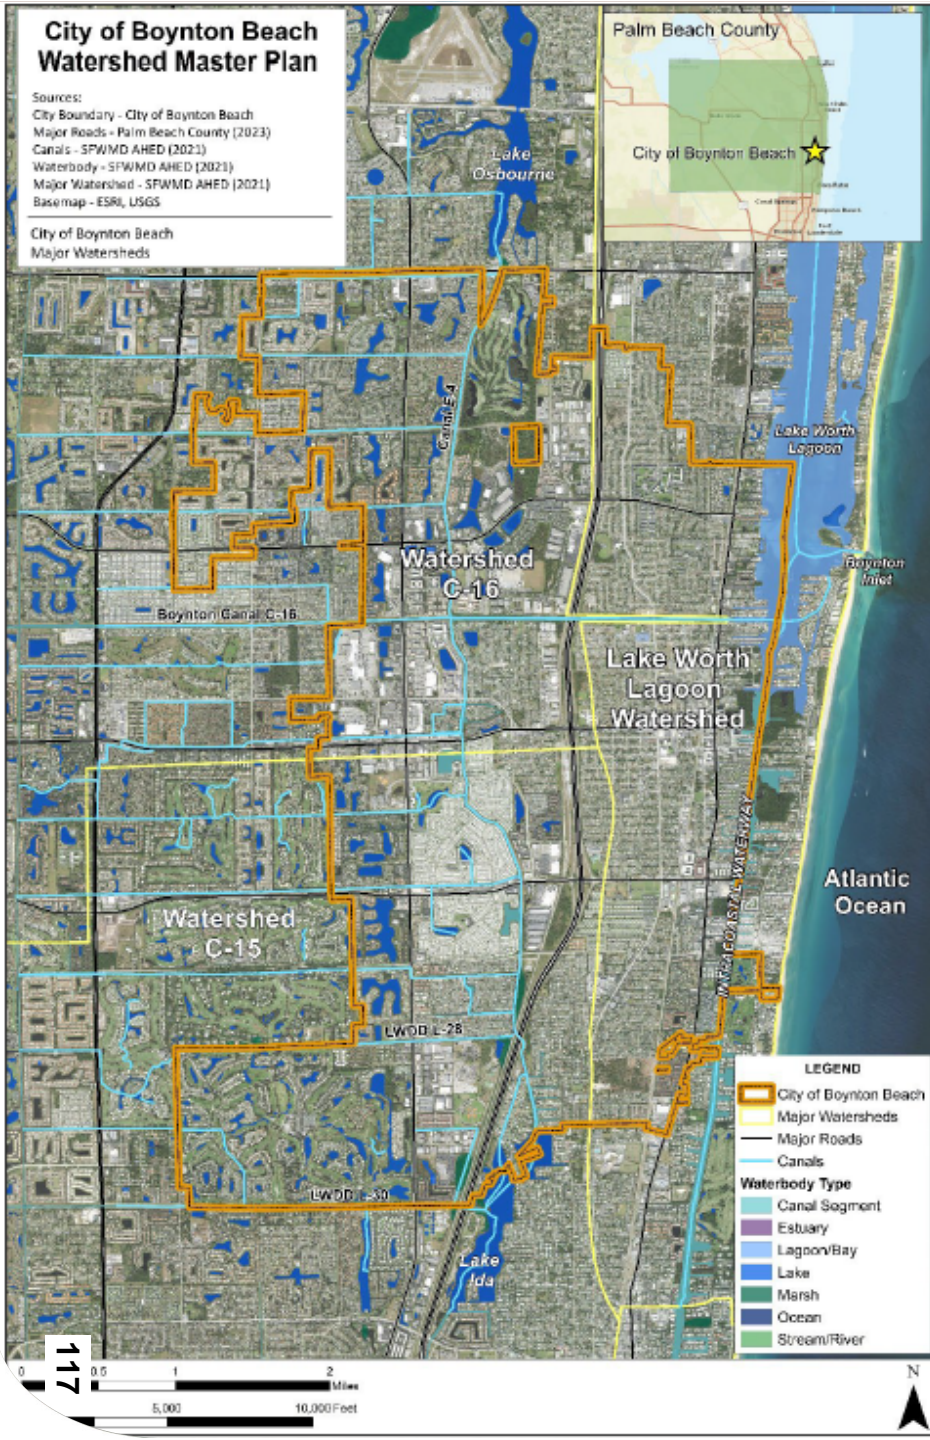 City of Boynton Beach
Watershed Master Plan
Sources:
City Boundary - City of Boynton Beach
Major Roads - Palm Beach County (2023)
Canals - SFWMD AHED (2021)
Waterbody - SFWMD AHED (2021)
Major Watershed - SFWMD AHED (2021)
Basemap - ESRI, USGS
City of Boynton Beach
Major Watersheds
Palm Beach County
City of Boynton Beach
Lake
Osbourne
Canal E-4
Lake Worth
Lagoon
Boynton
Inlet
Watershed
C-16
Boynton Canal C-16
Lake Worth
Lagoon
Watershed
INTRACOASTAL WATERWAY
Atlantic
Ocean
Watershed
C-15
LWDD L-28
LWDD L-30
Lake
Ida
LEGEND
City of Boynton Beach
Major Watersheds
Major Roads
Canals
Waterbody Type
Canal Segment
Estuary
Lagoon/Bay
Lake
Marsh
Ocean
Stream/River
117
0 0.5 1 2
Miles
5,000 10,000 Feet
N